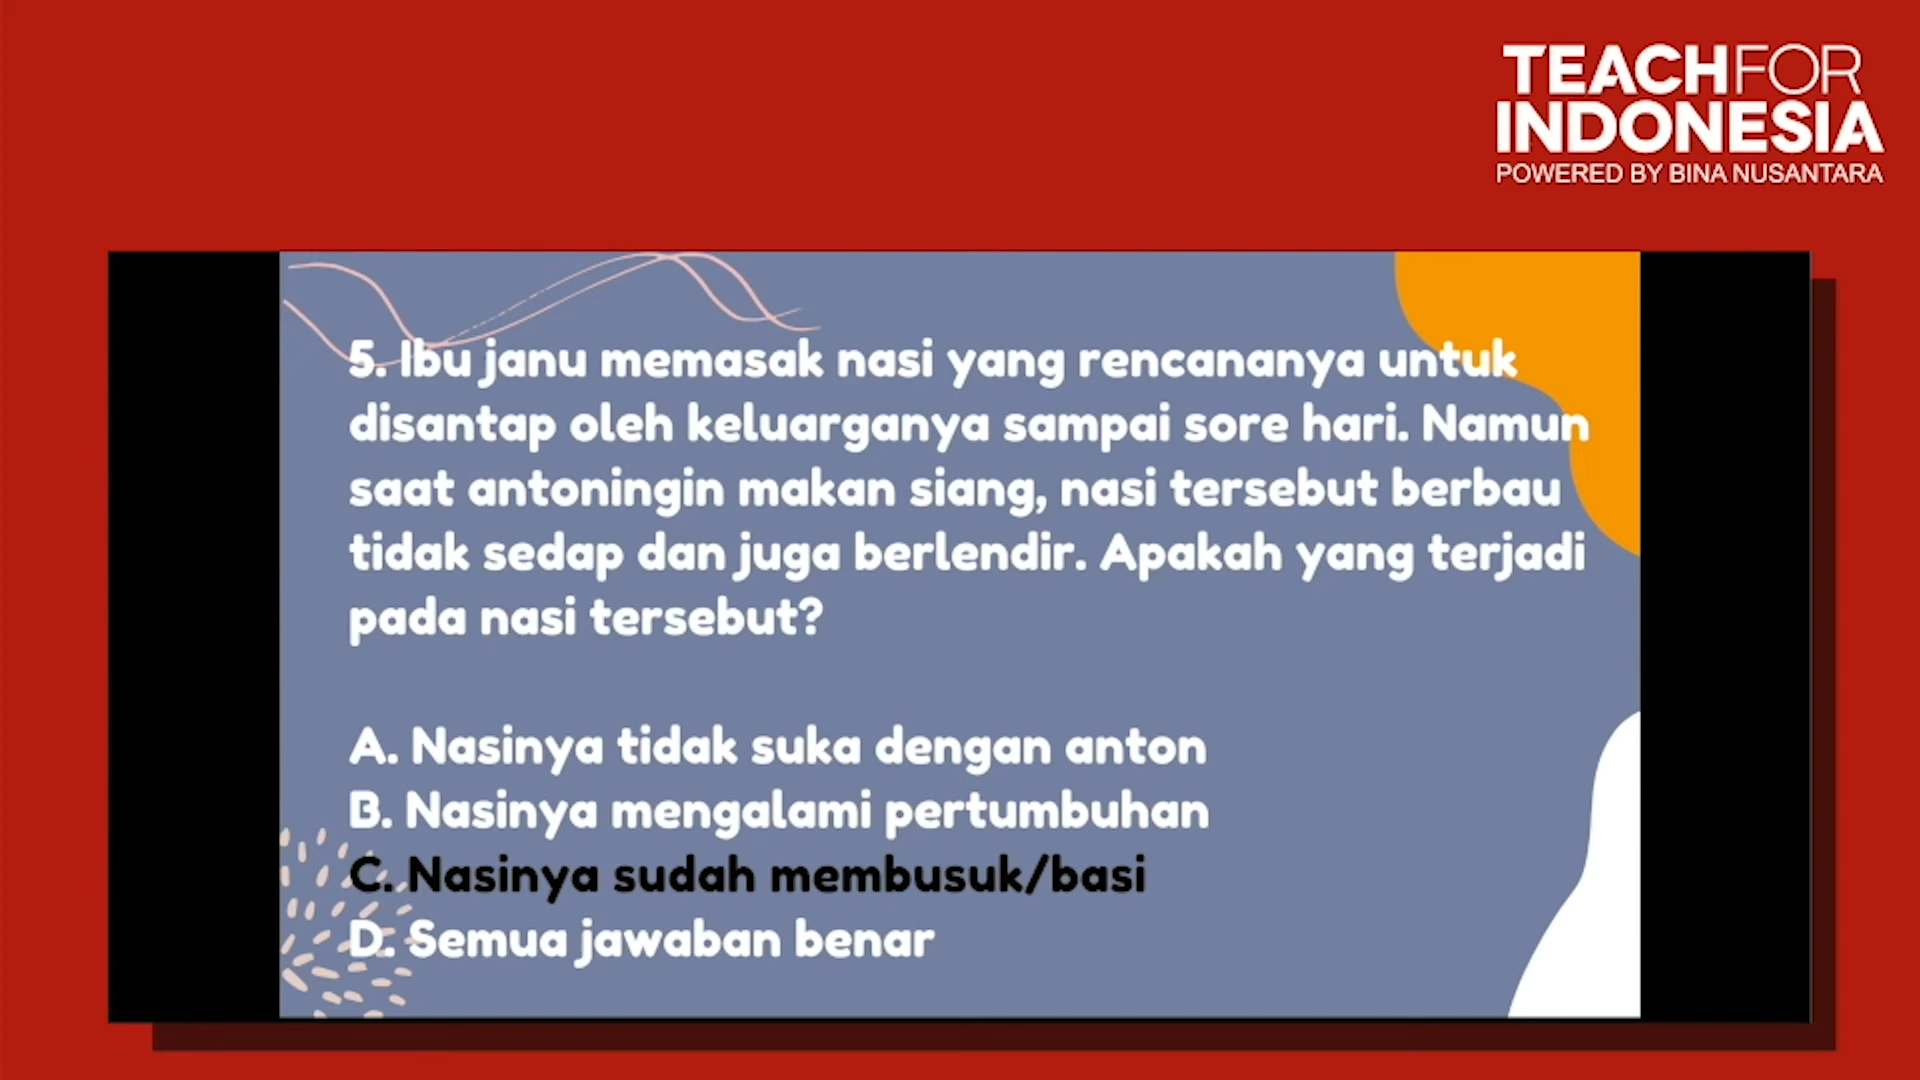 TEACHFOR
INDONESIA
POWERED BY BINA NUSANTARA
5. Ibu janu memasak nasi yang rencananya untuk
disantap oleh keluarganya sampai sore hari. Namun
saat antoningin makan siang, nasi tersebut berbau
tidak sedap dan juga berlendir. Apakah yang terjadi
pada nasi tersebut?
A. Nasinya tidak suka dengan anton
B. Nasinya mengalami pertumbuhan
C. Nasinya sudah membusuk/basi
D. Semua jawaban benar